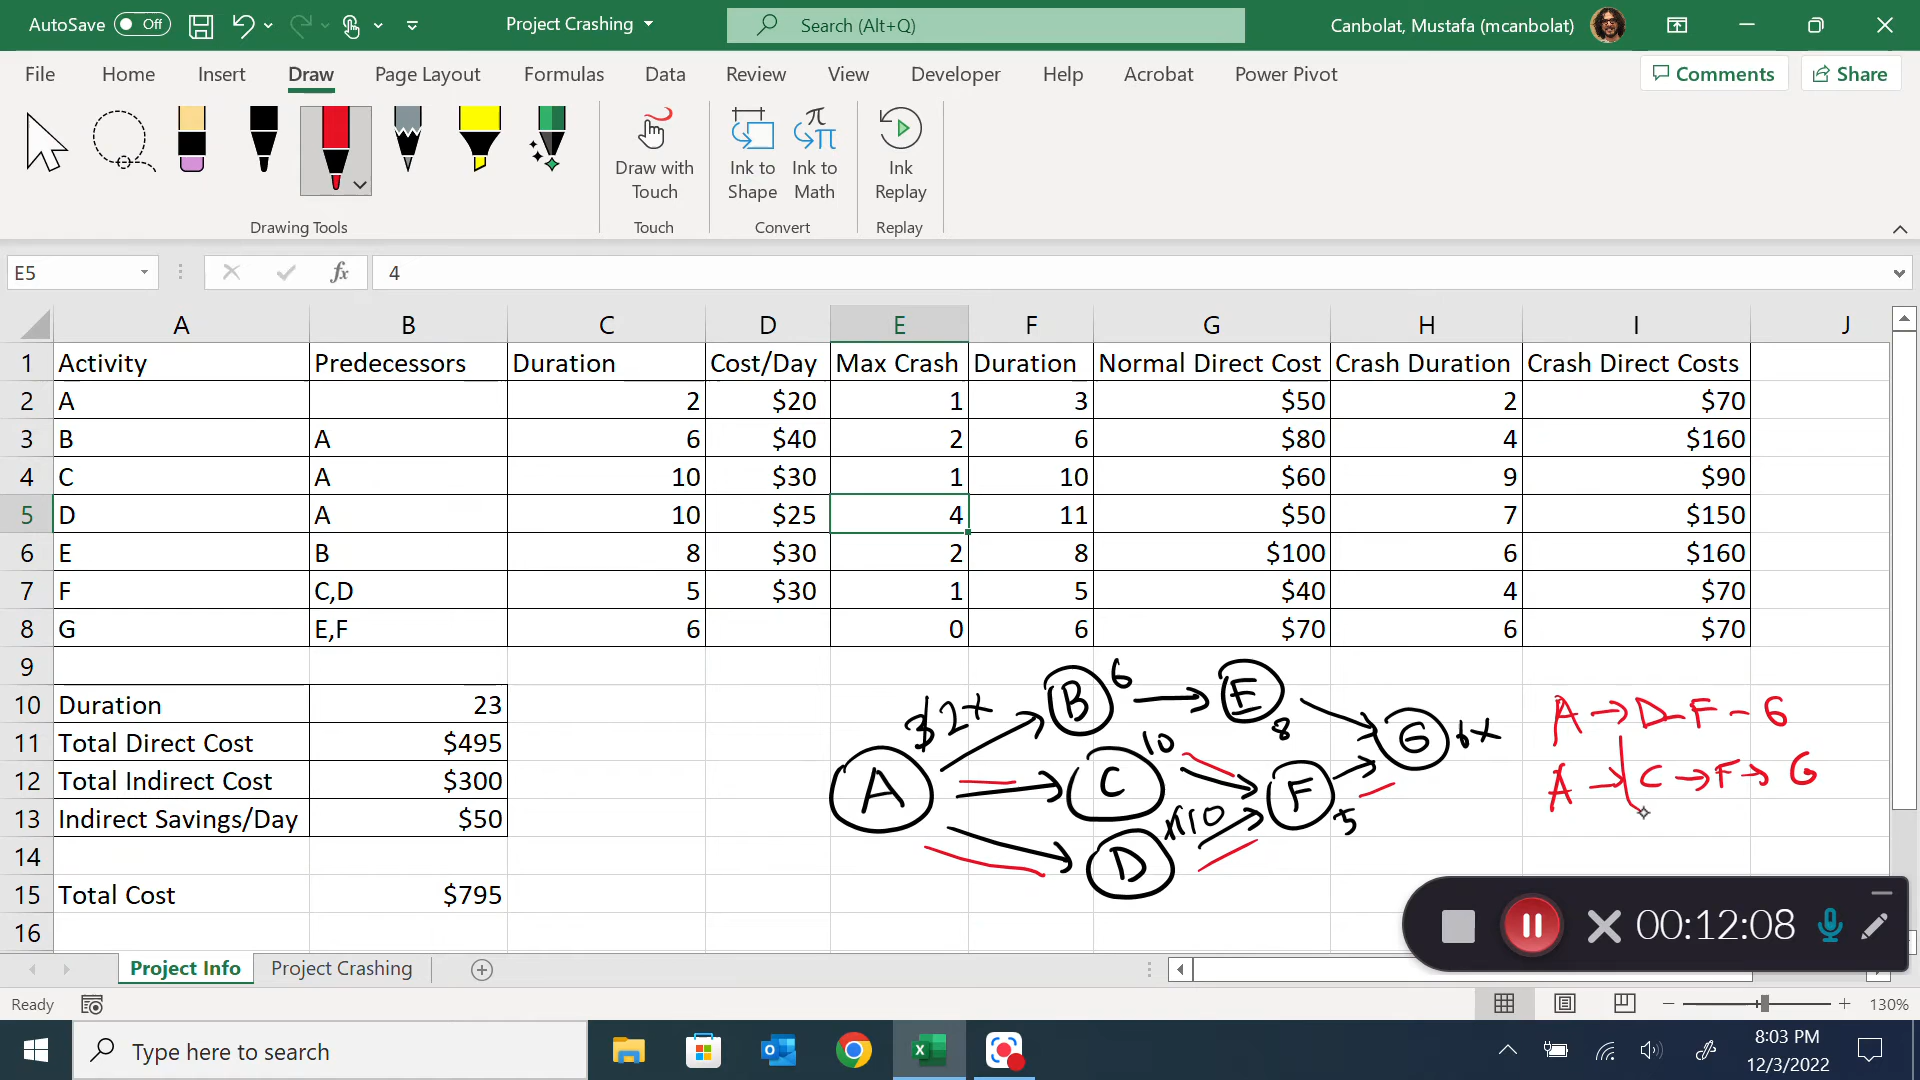 AutoSave Off Project Crashing Search (Alt+Q) Canbolat, Mustafa (mcanbolat)
File Home Insert Draw Page Layout Formulas Data Review View Developer Help Acrobat Power Pivot Comments Share
Draw with Touch
Ink to Shape
Ink to Math
Ink Replay
Drawing Tools Touch Convert Replay
E5 fx 4
A B C D E F G H I J
1 Activity Predecessors Duration Cost/Day Max Crash Duration Normal Direct Cost Crash Duration Crash Direct Costs
2 A 2 $20 1 3 $50 2 $70
3 B A 6 $40 2 6 $80 4 $160
4 C A 10 $30 1 10 $60 9 $90
5 D A 10 $25 4 11 $50 7 $150
6 E B 8 $30 2 8 $100 6 $160
7 F C,D 5 $30 1 5 $40 4 $70
8 G E,F 6 0 6 $70 6 $70
9
10 Duration 23
11 Total Direct Cost $495
12 Total Indirect Cost $300
13 Indirect Savings/Day $50
14
15 Total Cost $795
16
B 6 E 8
A C 10 F 5 G 6x
D 10
A → D F - G
A → C → F → G
00:12:08
Project Info Project Crashing
Ready 130%
Type here to search
8:03 PM
12/3/2022